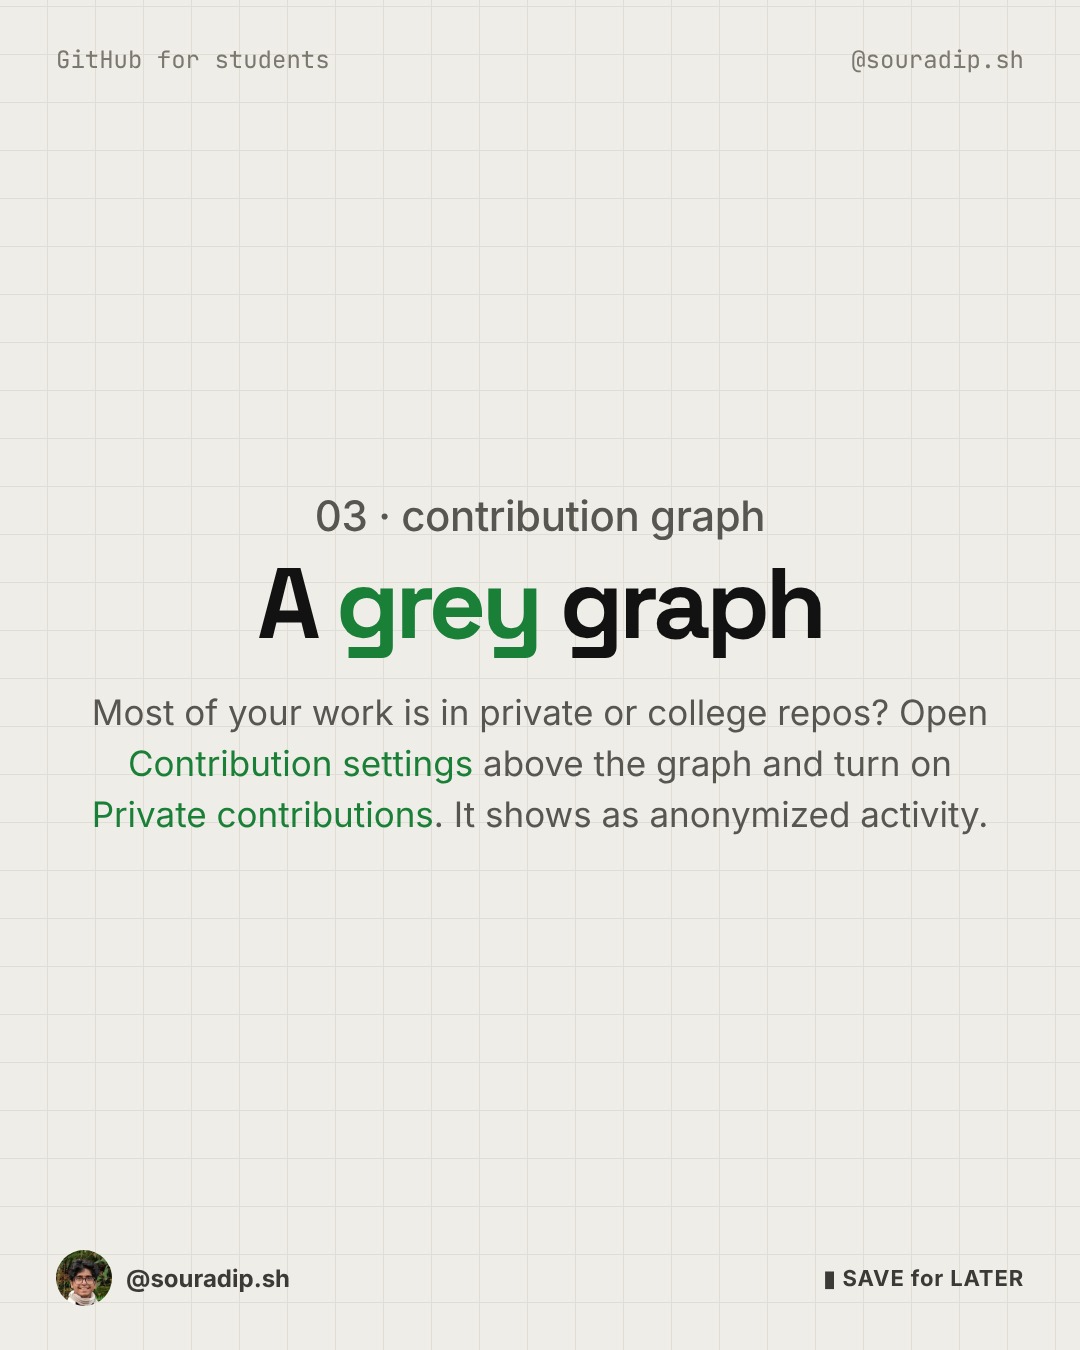 GitHub for students
@souradip.sh
03 · contribution graph
A grey graph
Most of your work is in private or college repos? Open
Contribution settings above the graph and turn on
Private contributions. It shows as anonymized activity.
@souradip.sh
▮ SAVE for LATER